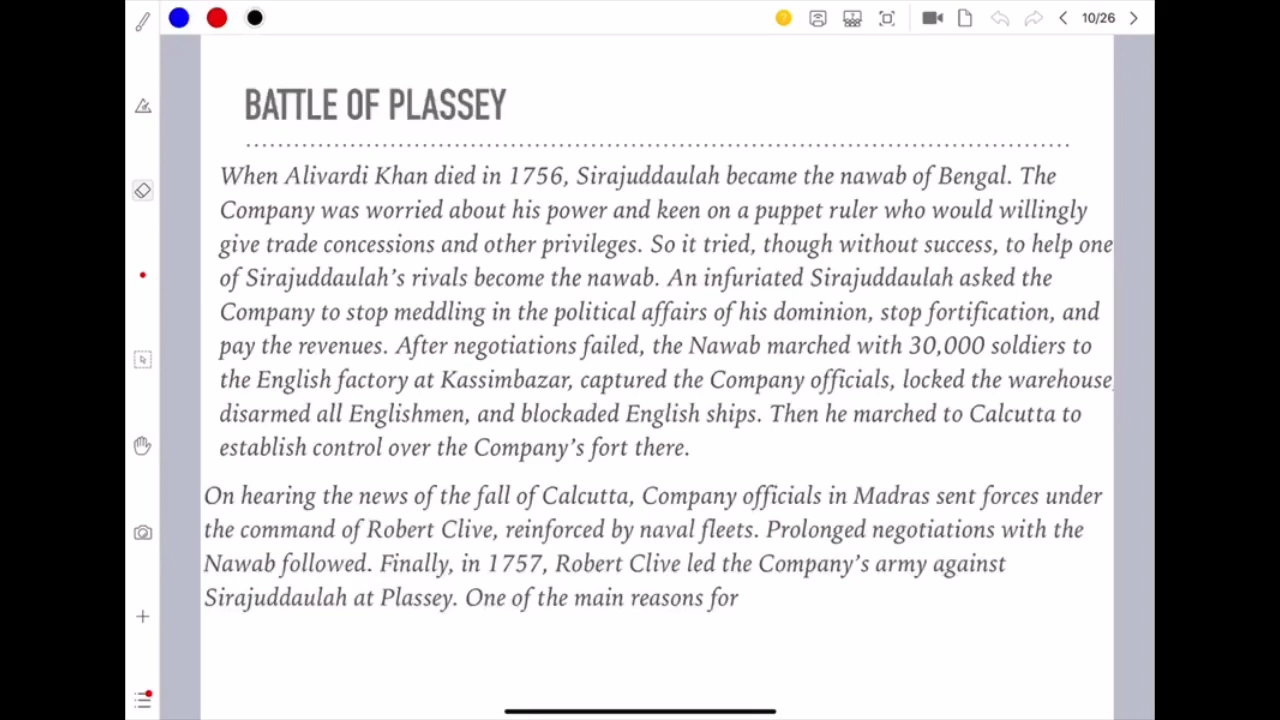 10/26
BATTLE OF PLASSEY
When Alivardi Khan died in 1756, Sirajuddaulah became the nawab of Bengal. The
Company was worried about his power and keen on a puppet ruler who would willingly
give trade concessions and other privileges. So it tried, though without success, to help one
of Sirajuddaulah’s rivals become the nawab. An infuriated Sirajuddaulah asked the
Company to stop meddling in the political affairs of his dominion, stop fortification, and
pay the revenues. After negotiations failed, the Nawab marched with 30,000 soldiers to
the English factory at Kassimbazar, captured the Company officials, locked the warehouse,
disarmed all Englishmen, and blockaded English ships. Then he marched to Calcutta to
establish control over the Company’s fort there.
On hearing the news of the fall of Calcutta, Company officials in Madras sent forces under
the command of Robert Clive, reinforced by naval fleets. Prolonged negotiations with the
Nawab followed. Finally, in 1757, Robert Clive led the Company’s army against
Sirajuddaulah at Plassey. One of the main reasons for